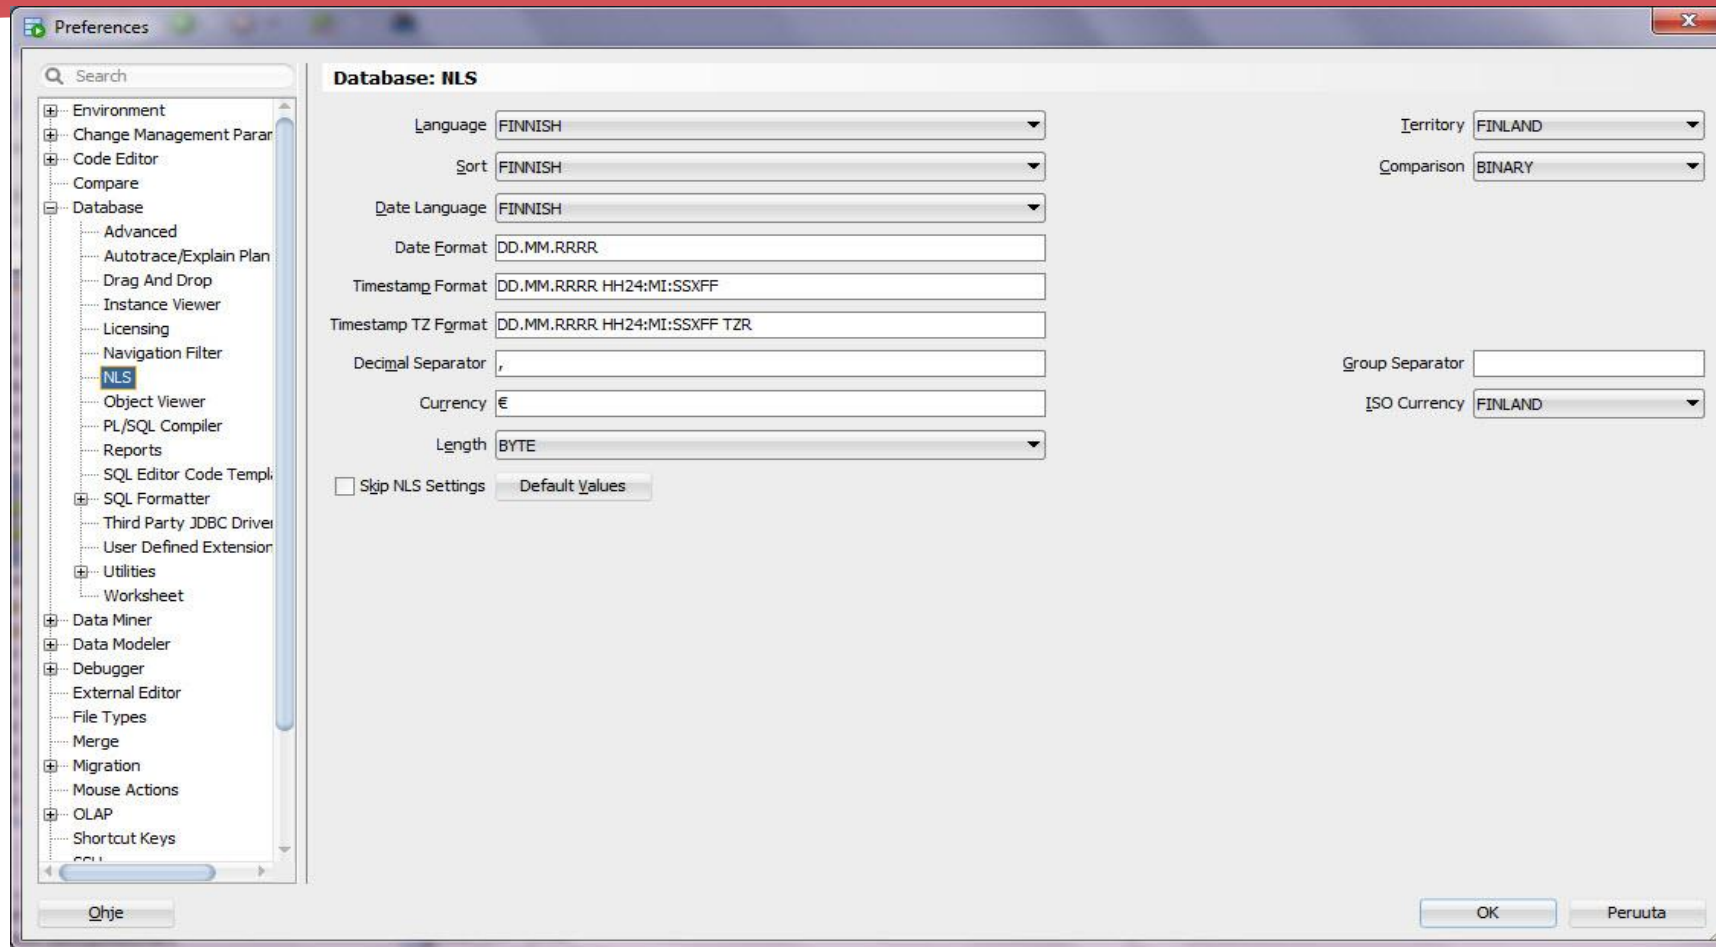 Preferences
Search
Environment
Change Management Parar
Code Editor
Compare
Database
Advanced
Autotrace/Explain Plan
Drag And Drop
Instance Viewer
Licensing
Navigation Filter
NLS
Object Viewer
PL/SQL Compiler
Reports
SQL Editor Code Templ
SQL Formatter
Third Party JDBC Driver
User Defined Extension
Utilities
Worksheet
Data Miner
Data Modeler
Debugger
External Editor
File Types
Merge
Migration
Mouse Actions
OLAP
Shortcut Keys
Database: NLS
Language FINNISH Territory FINLAND
Sort FINNISH Comparison BINARY
Date Language FINNISH
Date Format DD.MM.RRRR
Timestamp Format DD.MM.RRRR HH24:MI:SSXFF
Timestamp TZ Format DD.MM.RRRR HH24:MI:SSXFF TZR
Decimal Separator , Group Separator
Currency € ISO Currency FINLAND
Length BYTE
Skip NLS Settings Default Values
Ohje OK Peruuta